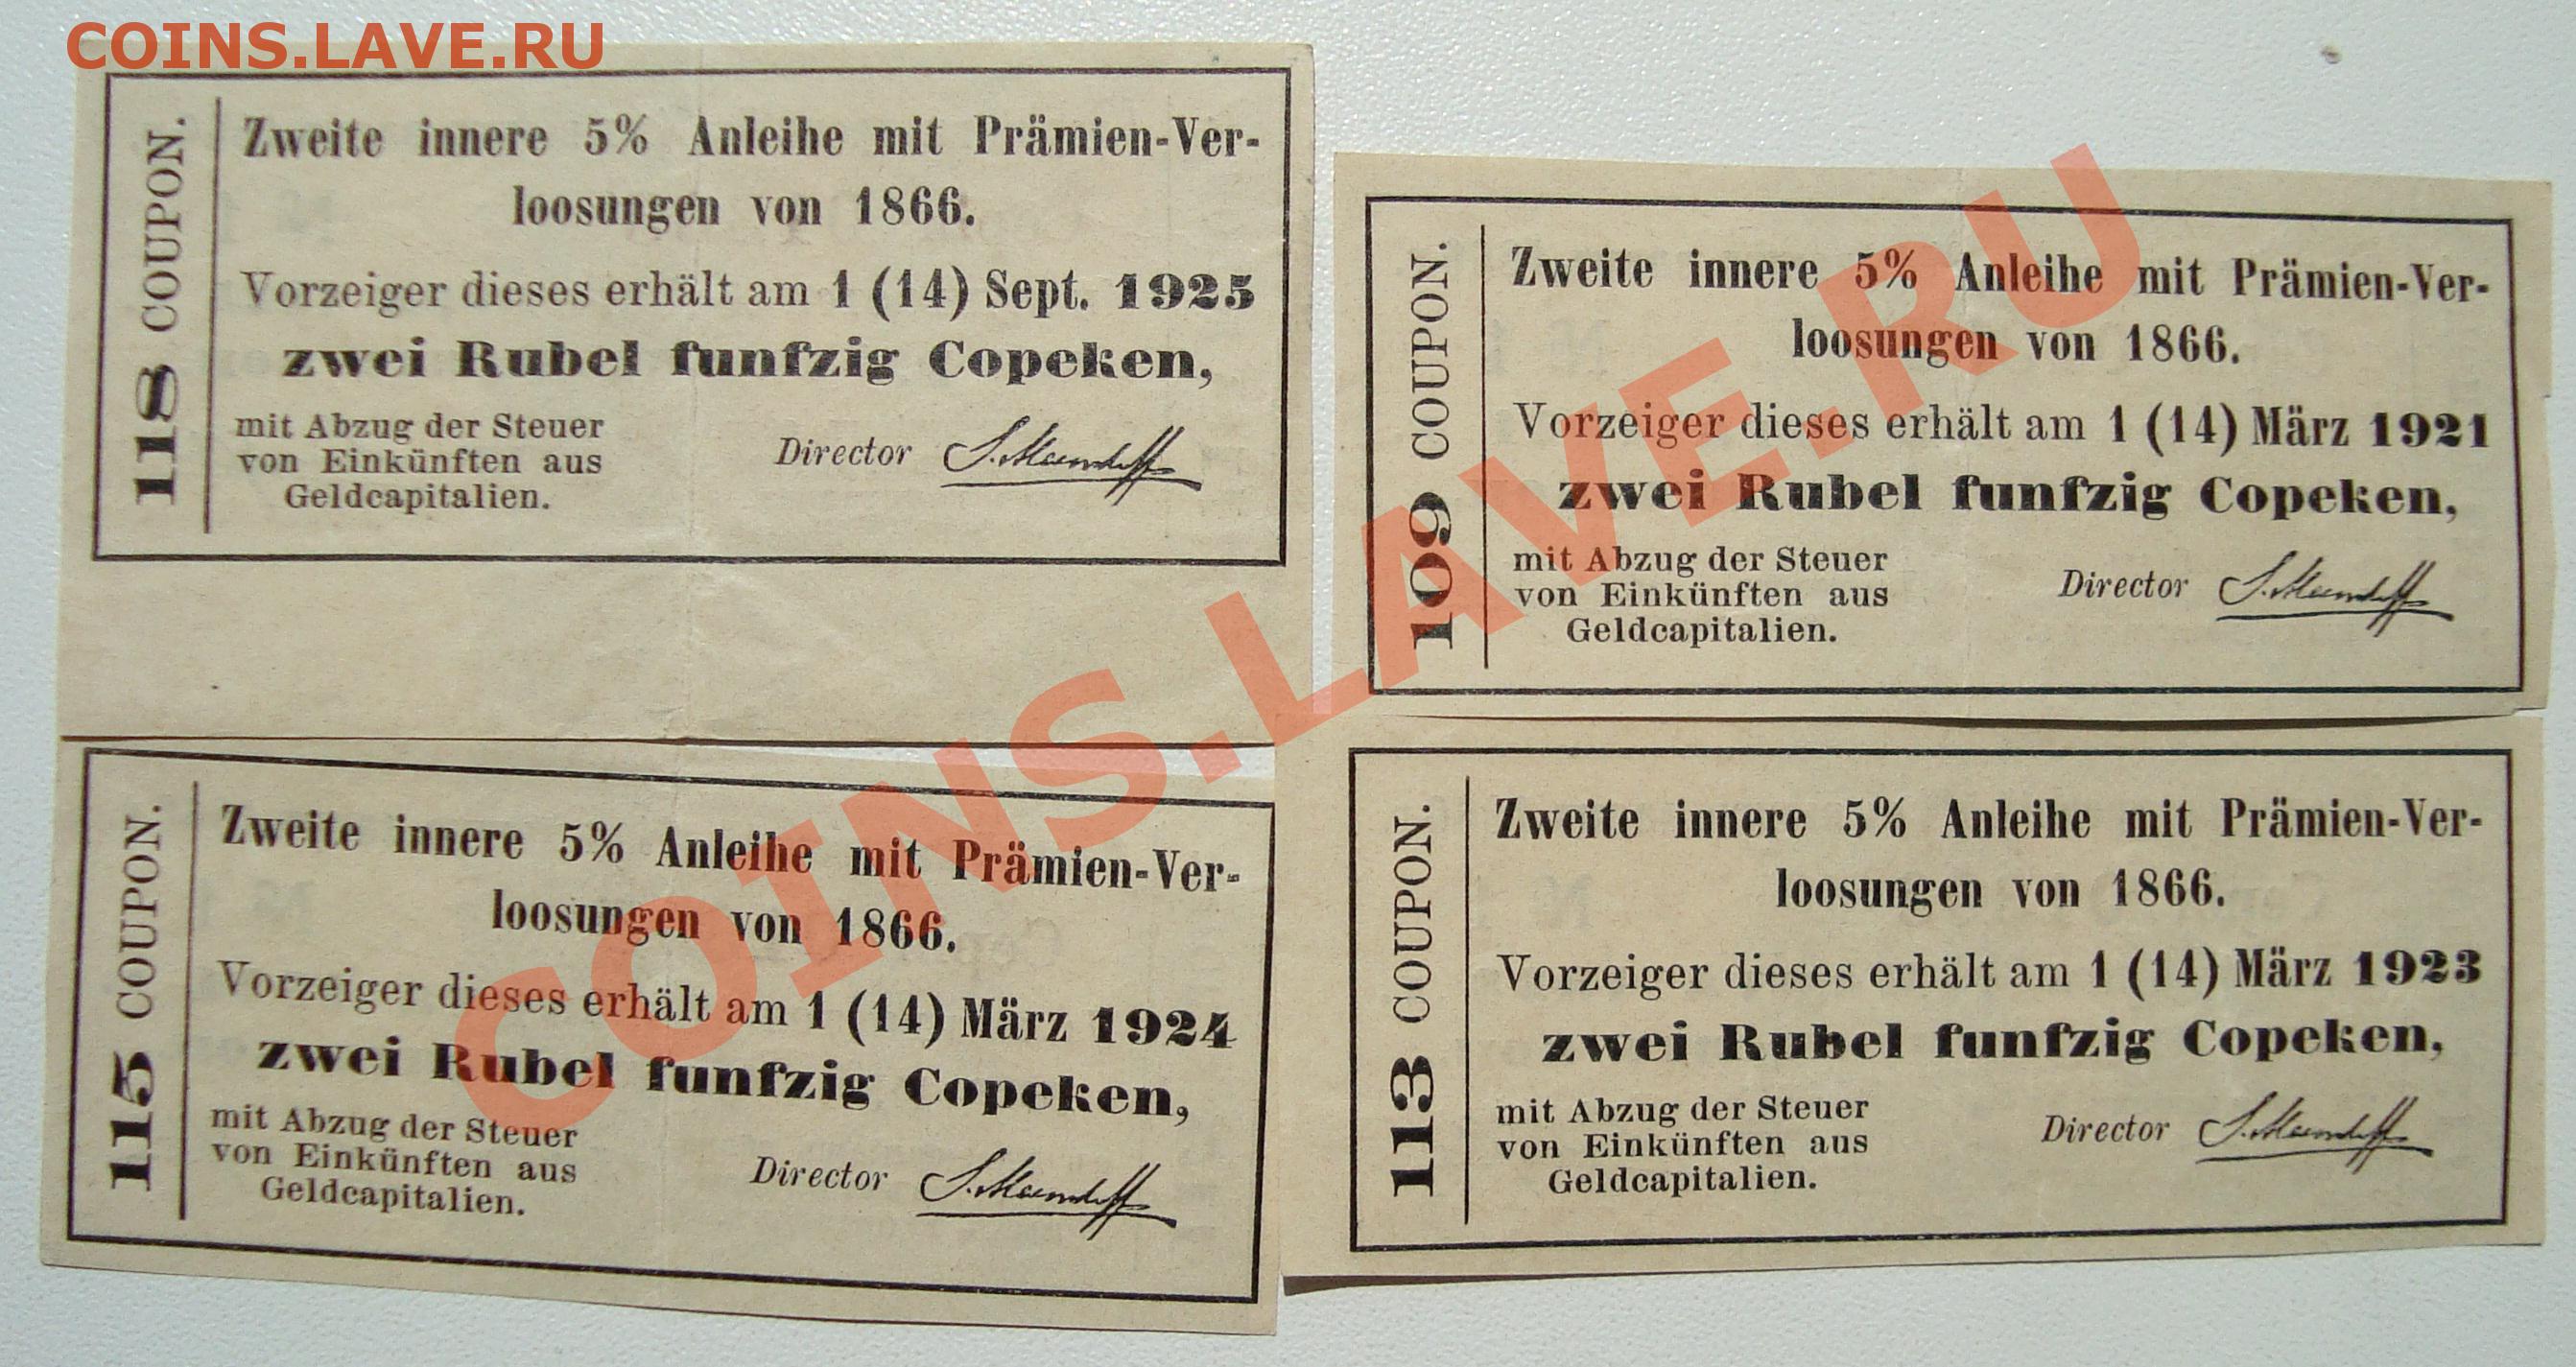 COINS.LAVE.RU
118 COUPON.
Zweite innere 5% Anleihe mit Prämien-Ver-
loosungen von 1866.
Vorzeiger dieses erhält am 1 (14) Sept. 1925
zwei Rubel funfzig Copeken,
mit Abzug der Steuer
von Einkünften aus
Geldcapitalien.
Director
109 COUPON.
Zweite innere 5% Anleihe mit Prämien-Ver-
loosungen von 1866.
Vorzeiger dieses erhält am 1 (14) März 1921
zwei Rubel funfzig Copeken,
mit Abzug der Steuer
von Einkünften aus
Geldcapitalien.
Director
115 COUPON.
Zweite innere 5% Anleihe mit Prämien-Ver-
loosungen von 1866.
Vorzeiger dieses erhält am 1 (14) März 1924
zwei Rubel funfzig Copeken,
mit Abzug der Steuer
von Einkünften aus
Geldcapitalien.
Director
113 COUPON.
Zweite innere 5% Anleihe mit Prämien-Ver-
loosungen von 1866.
Vorzeiger dieses erhält am 1 (14) März 1923
zwei Rubel funfzig Copeken,
mit Abzug der Steuer
von Einkünften aus
Geldcapitalien.
Director
COINS.LAVE.RU